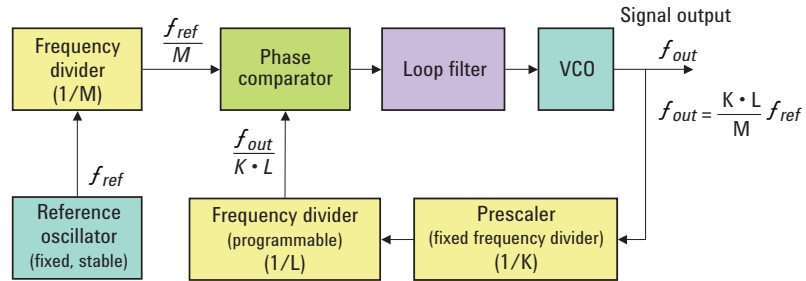 Signal output
Frequency
divider
(1/M)
f_ref
M
Phase
comparator
Loop filter
VCO
f_out
f_out = K • L
M f_ref
f_out
K • L
f_ref
Reference
oscillator
(fixed, stable)
Frequency divider
(programmable)
(1/L)
Prescaler
(fixed frequency divider)
(1/K)